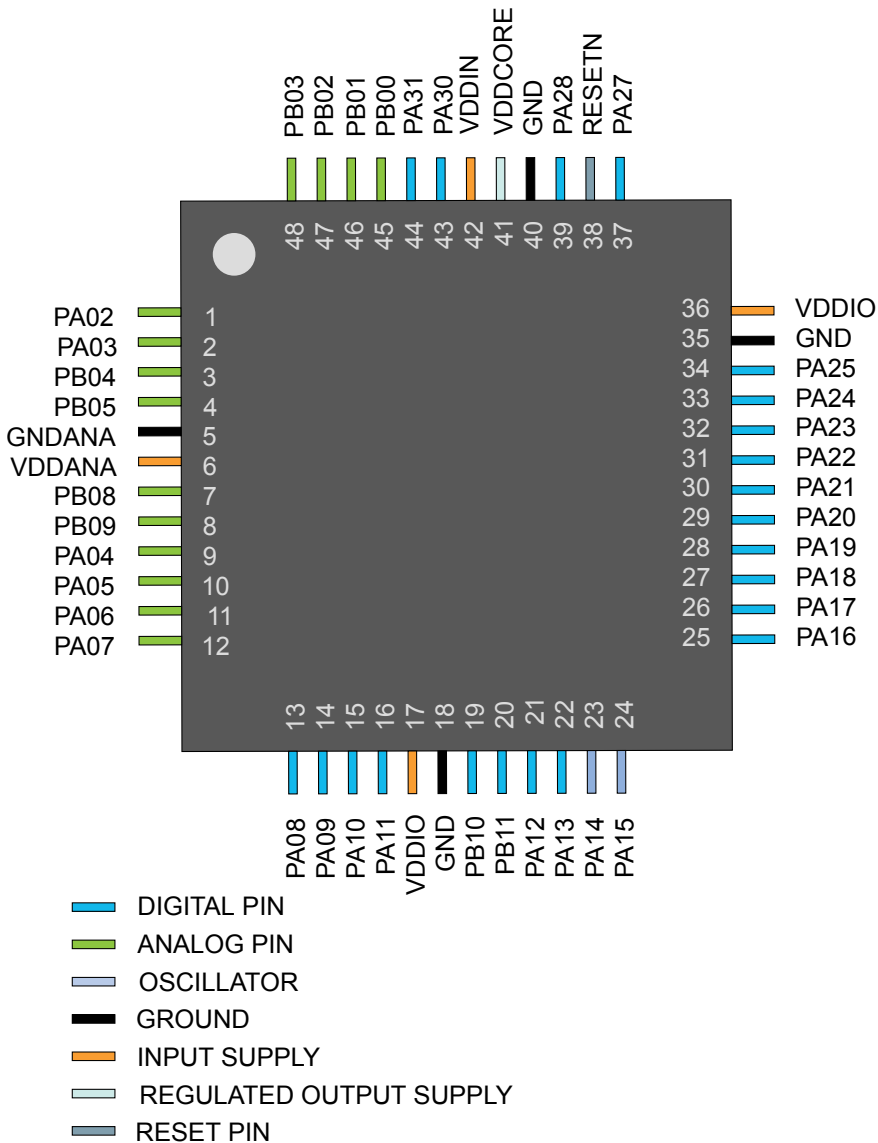 PB03
PB02
PB01
PB00
PA31
PA30
VDDIN
VDDCORE
GND
PA28
RESETN
PA27
48
47
46
45
44
43
42
41
40
39
38
37
PA02 1
PA03 2
PB04 3
PB05 4
GNDANA 5
VDDANA 6
PB08 7
PB09 8
PA04 9
PA05 10
PA06 11
PA07 12
36 VDDIO
35 GND
34 PA25
33 PA24
32 PA23
31 PA22
30 PA21
29 PA20
28 PA19
27 PA18
26 PA17
25 PA16
13
14
15
16
17
18
19
20
21
22
23
24
PA08
PA09
PA10
PA11
VDDIO
GND
PB10
PB11
PA12
PA13
PA14
PA15
DIGITAL PIN
ANALOG PIN
OSCILLATOR
GROUND
INPUT SUPPLY
REGULATED OUTPUT SUPPLY
RESET PIN